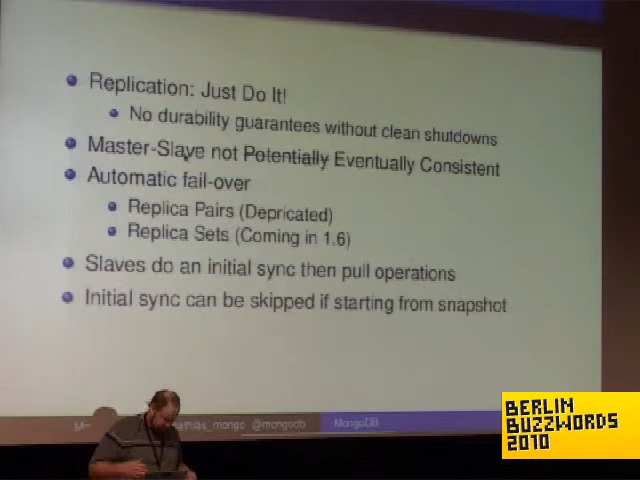 Replication: Just Do It!
No durability guarantees without clean shutdowns
Master-Slave not Potentially Eventually Consistent
Automatic fail-over
Replica Pairs (Depricated)
Replica Sets (Coming in 1.6)
Slaves do an initial sync then pull operations
Initial sync can be skipped if starting from snapshot
@mongodb
MongoDB
BERLIN
BUZZWORDS
2010